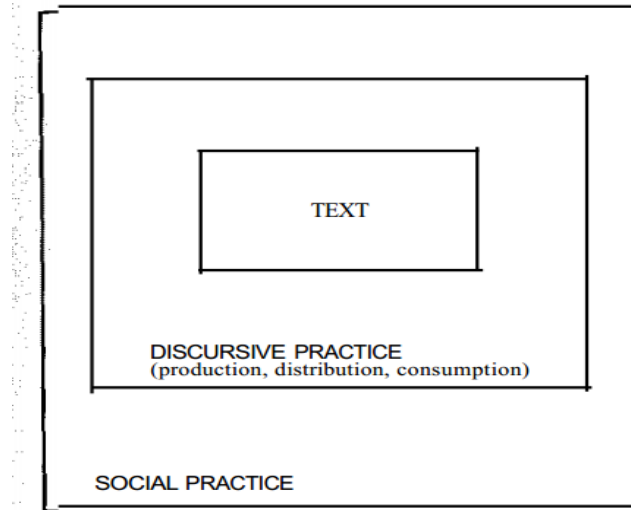 TEXT
DISCURSIVE PRACTICE
(production, distribution, consumption)
SOCIAL PRACTICE